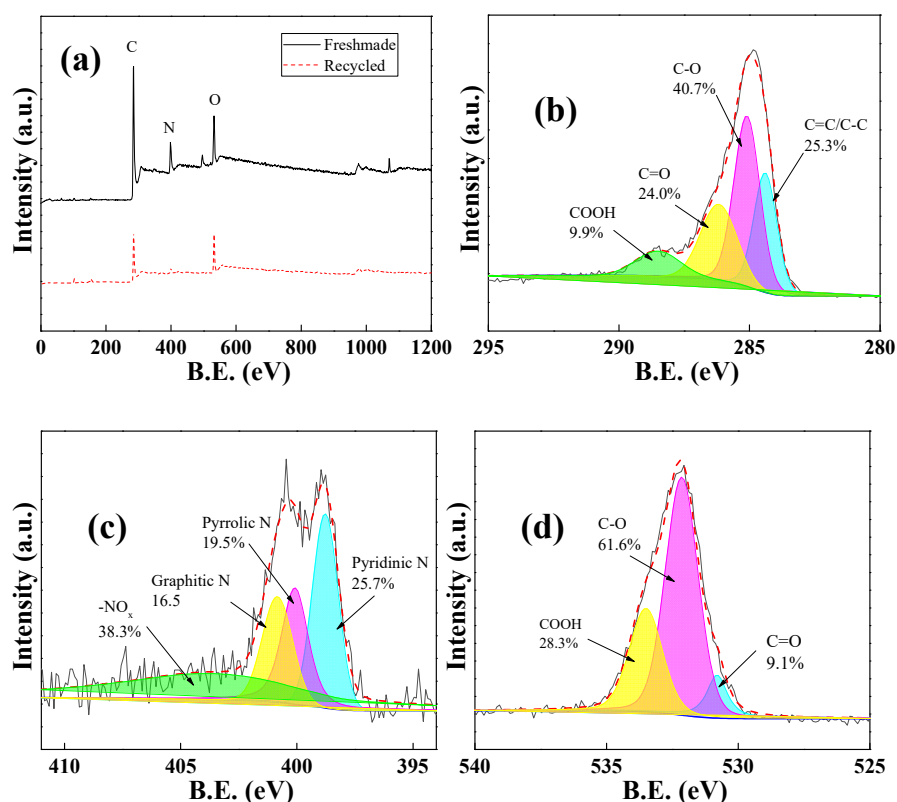 (a)
C
N
O
Freshmade
Recycled
Intensity (a.u.)
0 200 400 600 800 1000 1200
B.E. (eV)
(b)
COOH
9.9%
C=O
24.0%
C-O
40.7%
C=C/C-C
25.3%
Intensity (a.u.)
295 290 285 280
B.E. (eV)
(c)
-NOx
38.3%
Graphitic N
16.5
Pyrrolic N
19.5%
Pyridinic N
25.7%
Intensity (a.u.)
410 405 400 395
B.E. (eV)
(d)
COOH
28.3%
C-O
61.6%
C=O
9.1%
Intensity (a.u.)
540 535 530 525
B.E. (eV)